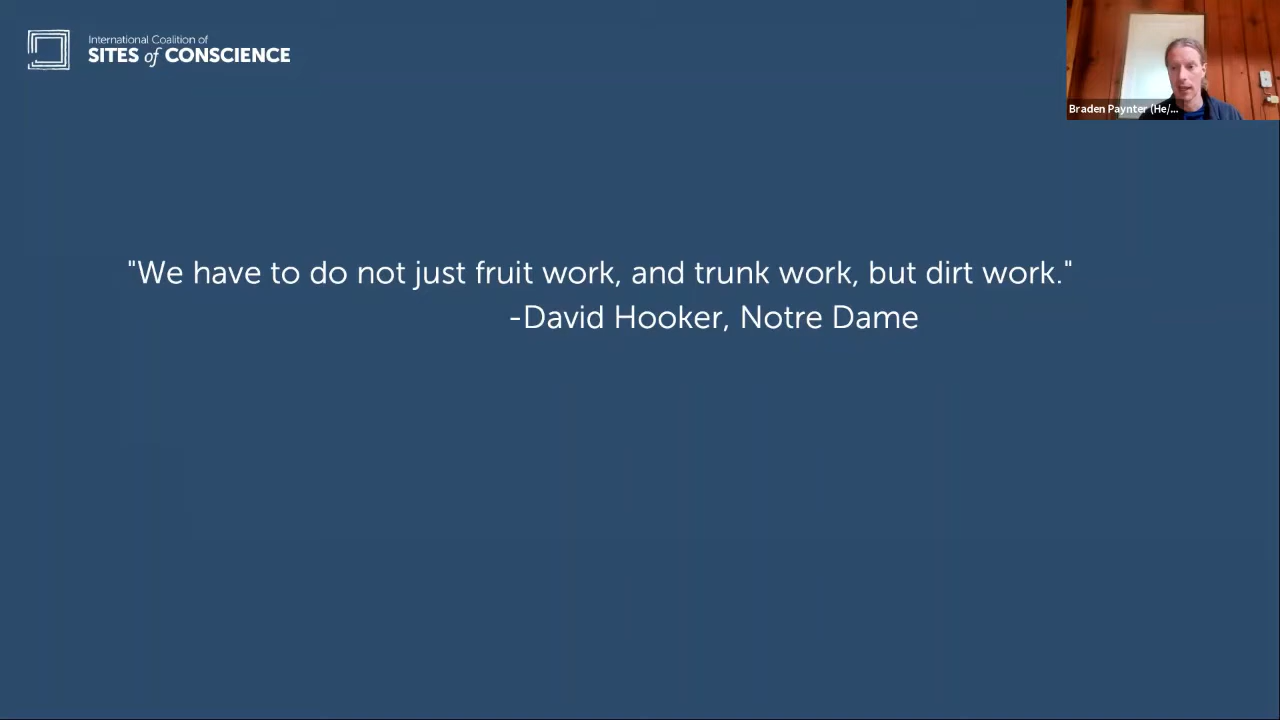 International Coalition of
SITES of CONSCIENCE
Braden Paynter (He/...
"We have to do not just fruit work, and trunk work, but dirt work."
-David Hooker, Notre Dame